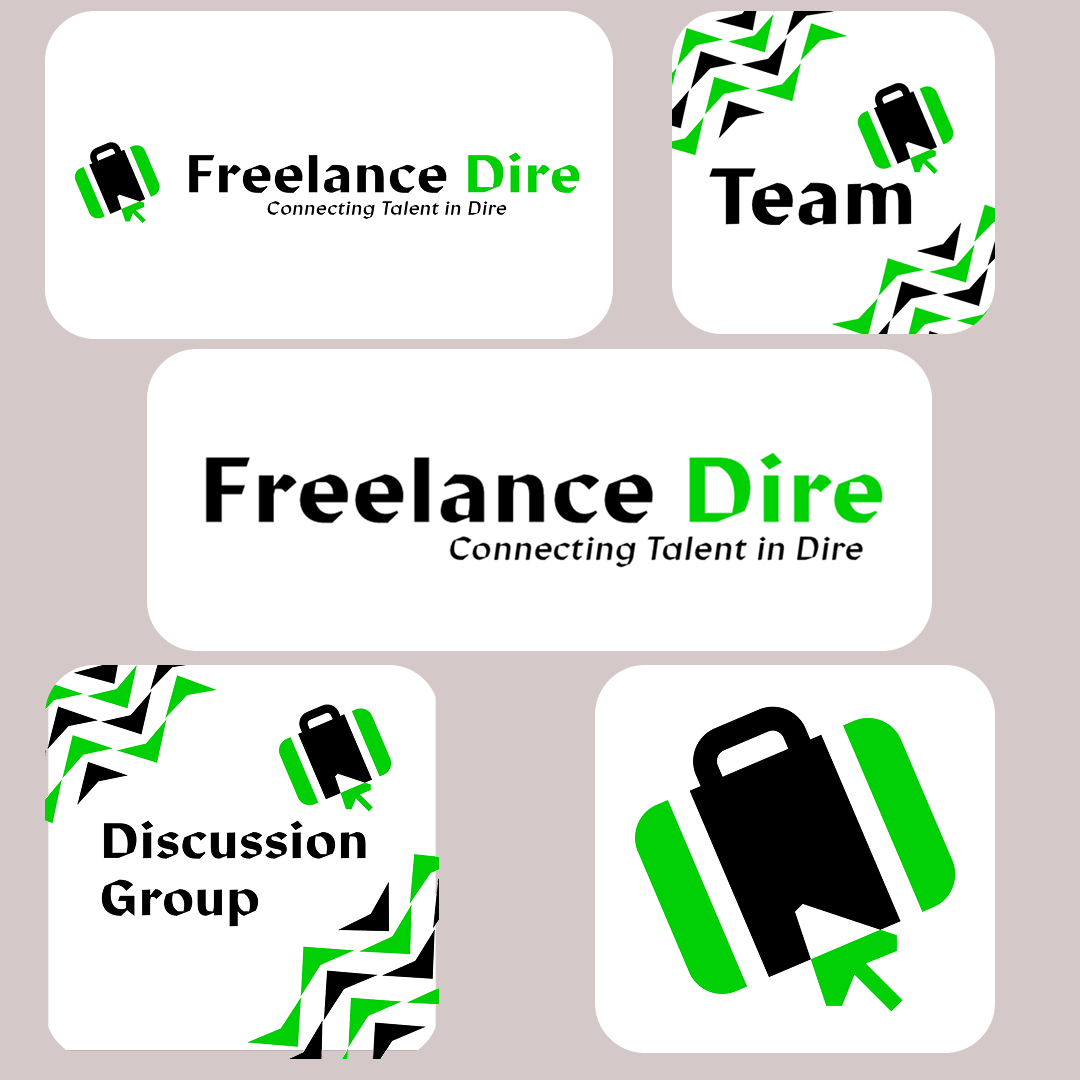 Freelance Dire
Connecting Talent in Dire
Team
Freelance Dire
Connecting Talent in Dire
Discussion
Group